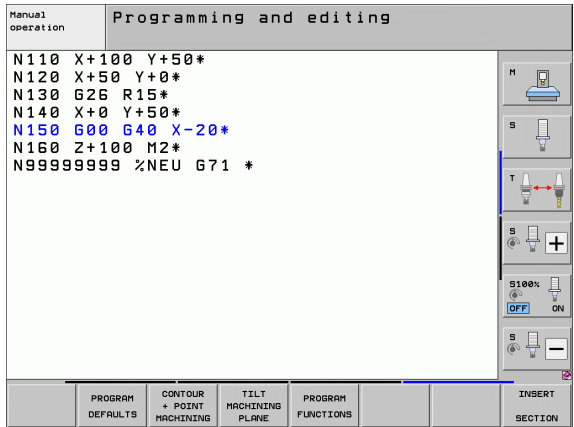 Manual
operation
Programming and editing
N110 X+100 Y+50*
N120 X+50 Y+0*
N130 G26 R15*
N140 X+0 Y+50*
N150 G00 G40 X-20*
N160 Z+100 M2*
N99999999 %NEU G71 *
M
S
T
S
+
S100%
OFF ON
S
−
PROGRAM
DEFAULTS
CONTOUR
+ POINT
MACHINING
TILT
MACHINING
PLANE
PROGRAM
FUNCTIONS
INSERT
SECTION